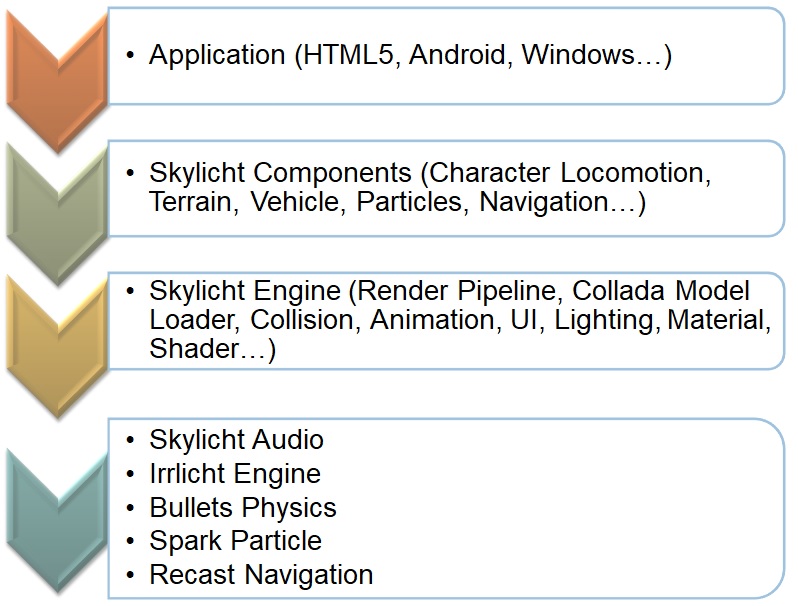 • Application (HTML5, Android, Windows…)
• Skylicht Components (Character Locomotion,
Terrain, Vehicle, Particles, Navigation…)
• Skylicht Engine (Render Pipeline, Collada Model
Loader, Collision, Animation, UI, Lighting, Material,
Shader…)
• Skylicht Audio
• Irrlicht Engine
• Bullets Physics
• Spark Particle
• Recast Navigation